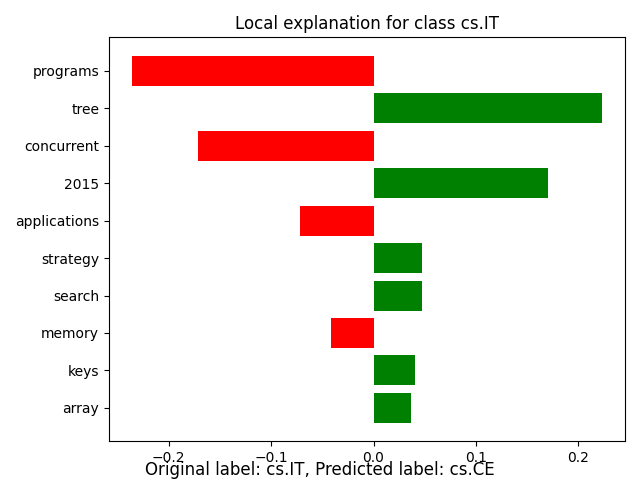 Local explanation for class cs.IT
programs
tree
concurrent
2015
applications
strategy
search
memory
keys
array
−0.2 −0.1 0.0 0.1 0.2
Original label: cs.IT, Predicted label: cs.CE